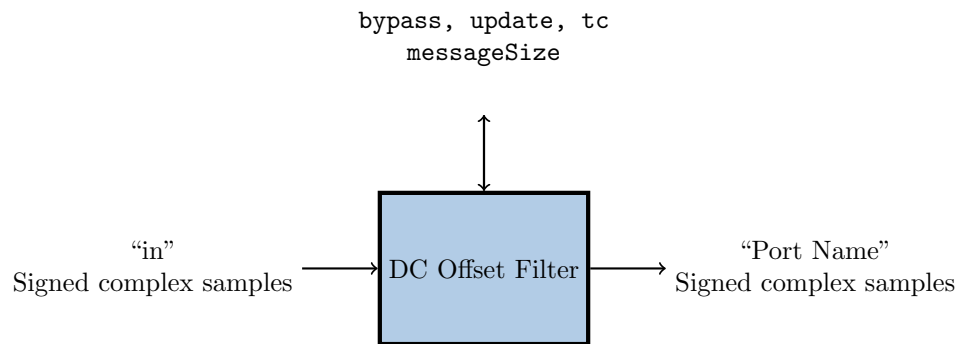 bypass, update, tc
messageSize
“in”
Signed complex samples
DC Offset Filter
“Port Name”
Signed complex samples